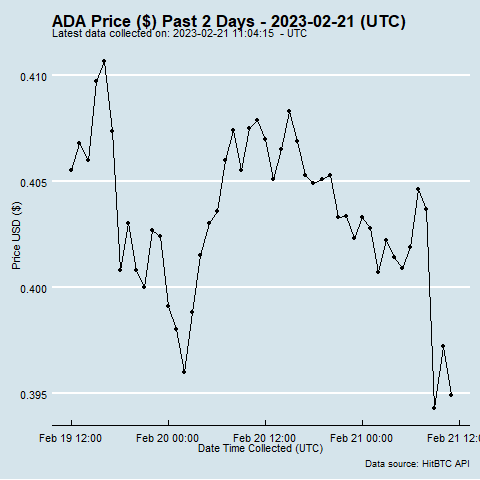 ADA Price ($) Past 2 Days - 2023-02-21 (UTC)
Latest data collected on: 2023-02-21 11:04:15 - UTC
0.410
0.405
0.400
0.395
Price USD ($)
Feb 19 12:00
Feb 20 00:00
Feb 20 12:00
Feb 21 00:00
Feb 21 12:
Date Time Collected (UTC)
Data source: HitBTC API